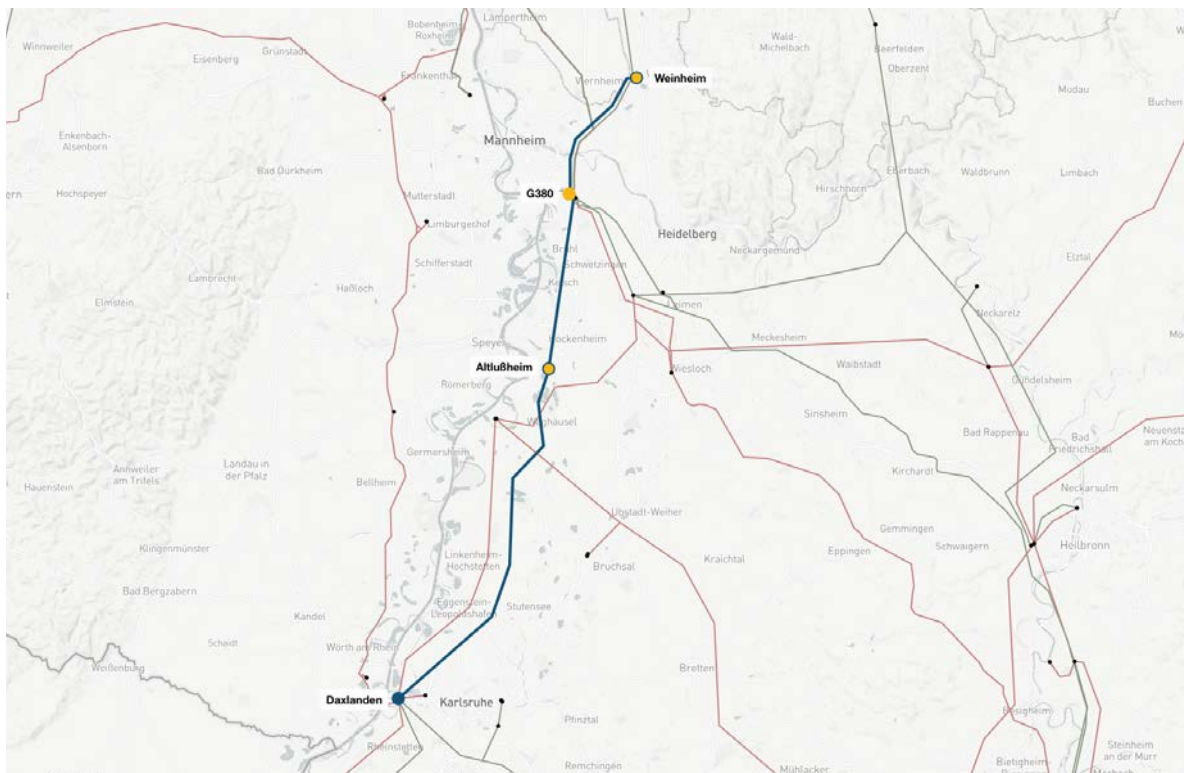 Winnweiler
Eisenberg
Grünstadt
Bobenheim-
Roxheim
Lampertheim
Wald-
Michelbach
Beerfelden
Oberzent
Frankenthal
Weinheim
Mudau
Buchen
Enkenbach-
Alsenborn
Mannheim
Bad Dürkheim
Eberbach
Waldbrunn
Limbach
Hochspeyer
Mutterstadt
G380
Hirschhorn
Limburgerhof
Heidelberg
Schifferstadt
Brühl
Schwetzingen
Neckargemünd
Elztal
Lambrecht
Haßloch
Ketsch
Elmstein
Leimen
Neckarelz
Speyer
Hockenheim
Meckesheim
Altlußheim
Wiesloch
Waibstadt
Gundelsheim
Römerberg
Sinsheim
Waghäusel
Bad Rappenau
Bad
Friedrichshall
Neuenstadt
am Koch
Germersheim
Annweiler
am Trifels
Landau in
der Pfalz
Kirchardt
Hauenstein
Bellheim
Neckarsulm
Ubstadt-Weiher
Gemmingen
Klingenmünster
Linkenheim-
Hochstetten
Kraichtal
Eppingen
Schwaigern
Heilbronn
Bruchsal
Bad Bergzabern
Eggenstein-
Leopoldshafen
Stutensee
Kandel
Schaidt
Wörth am Rhein
Weißenburg
Bretten
Daxlanden
Karlsruhe
Besigheim
Pfinztal
Rheinstetten
Steinheim
an der Murr
Remchingen
Mühlacker
Bietigheim-